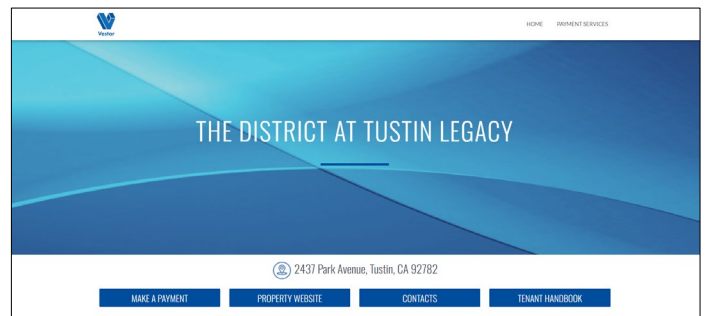 Vestar
HOME PAYMENT SERVICES
THE DISTRICT AT TUSTIN LEGACY
2437 Park Avenue, Tustin, CA 92782
MAKE A PAYMENT PROPERTY WEBSITE CONTACTS TENANT HANDBOOK